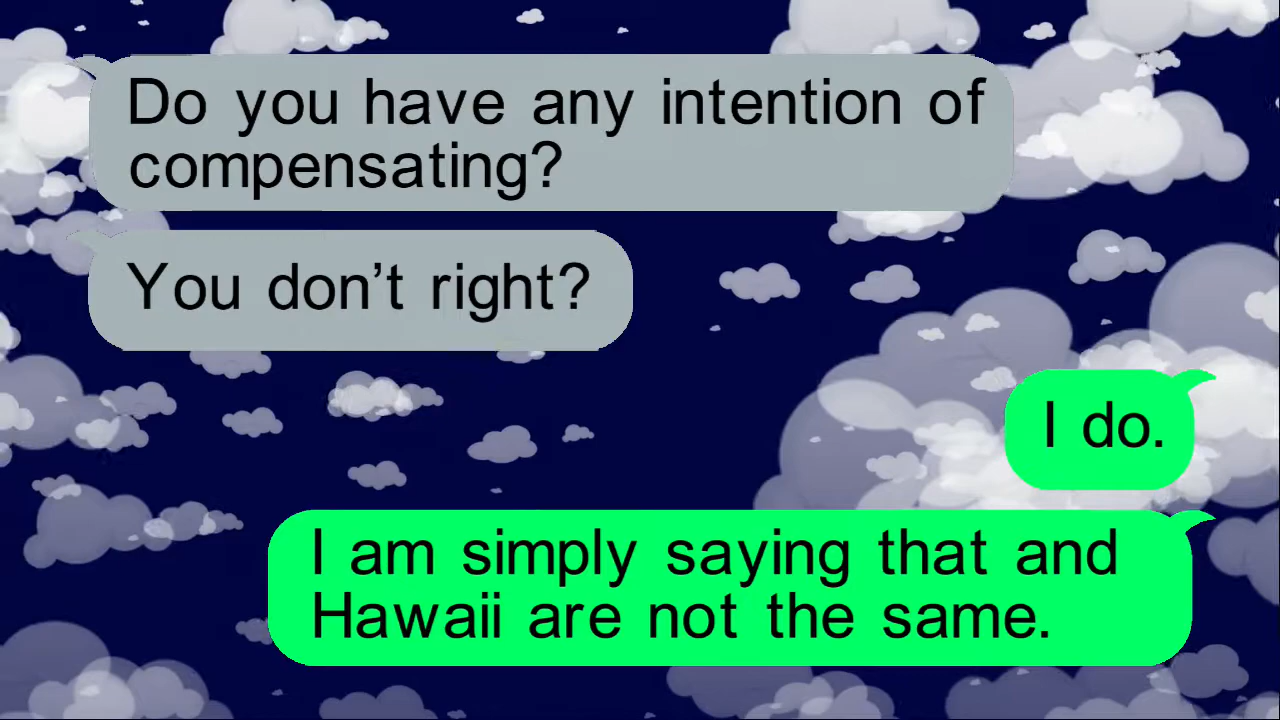 Do you have any intention of
compensating?
You don’t right?
I do.
I am simply saying that and
Hawaii are not the same.